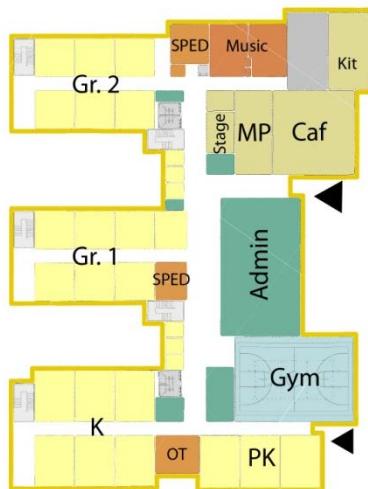 SPED
Music
Kit
Gr. 2
Stage
MP
Caf
Gr. 1
SPED
Admin
Gym
K
OT
PK